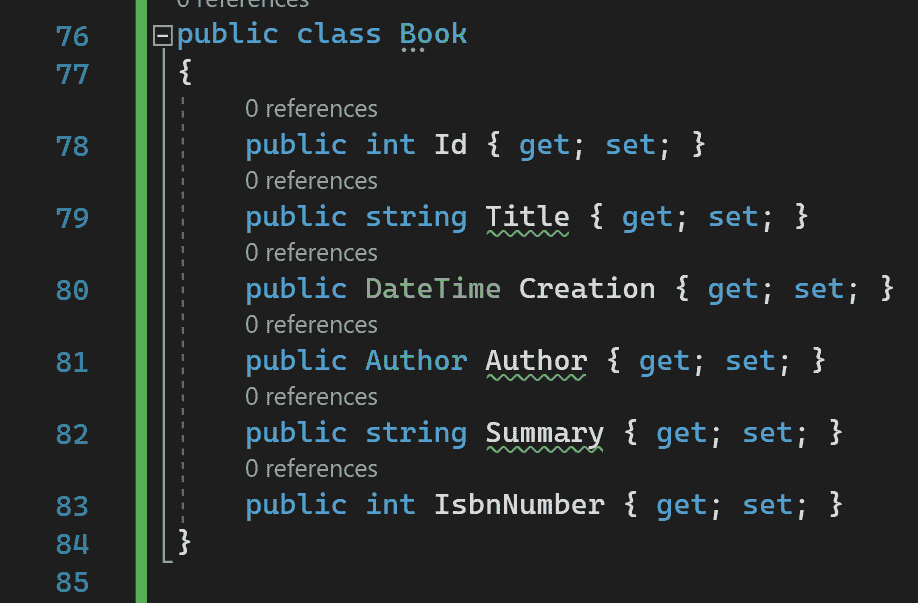 0 references
76 public class Book
77 {
0 references
78 public int Id { get; set; }
0 references
79 public string Title { get; set; }
0 references
80 public DateTime Creation { get; set; }
0 references
81 public Author Author { get; set; }
0 references
82 public string Summary { get; set; }
0 references
83 public int IsbnNumber { get; set; }
84 }
85